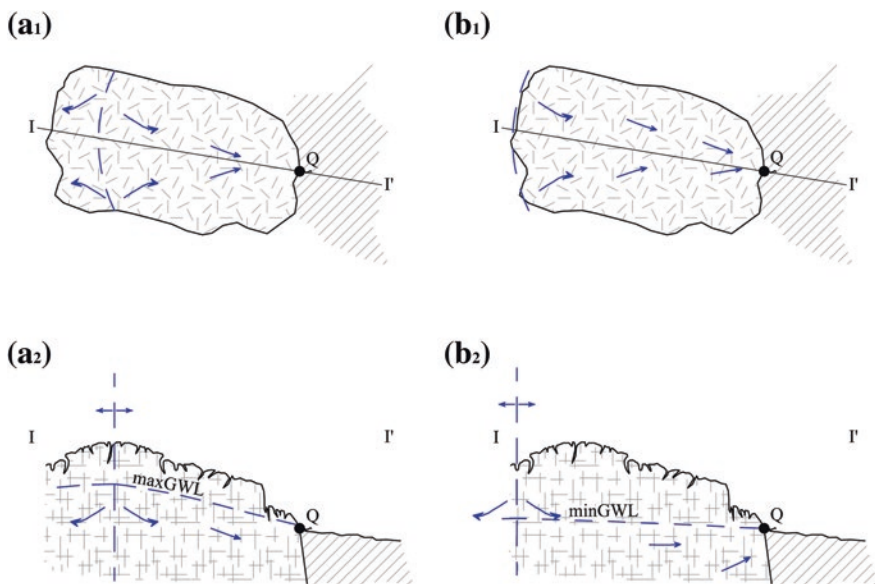 (a1) (b1)
I Q I'
I Q I'
(a2) (b2)
I I'
maxGWL Q
I I'
minGWL Q